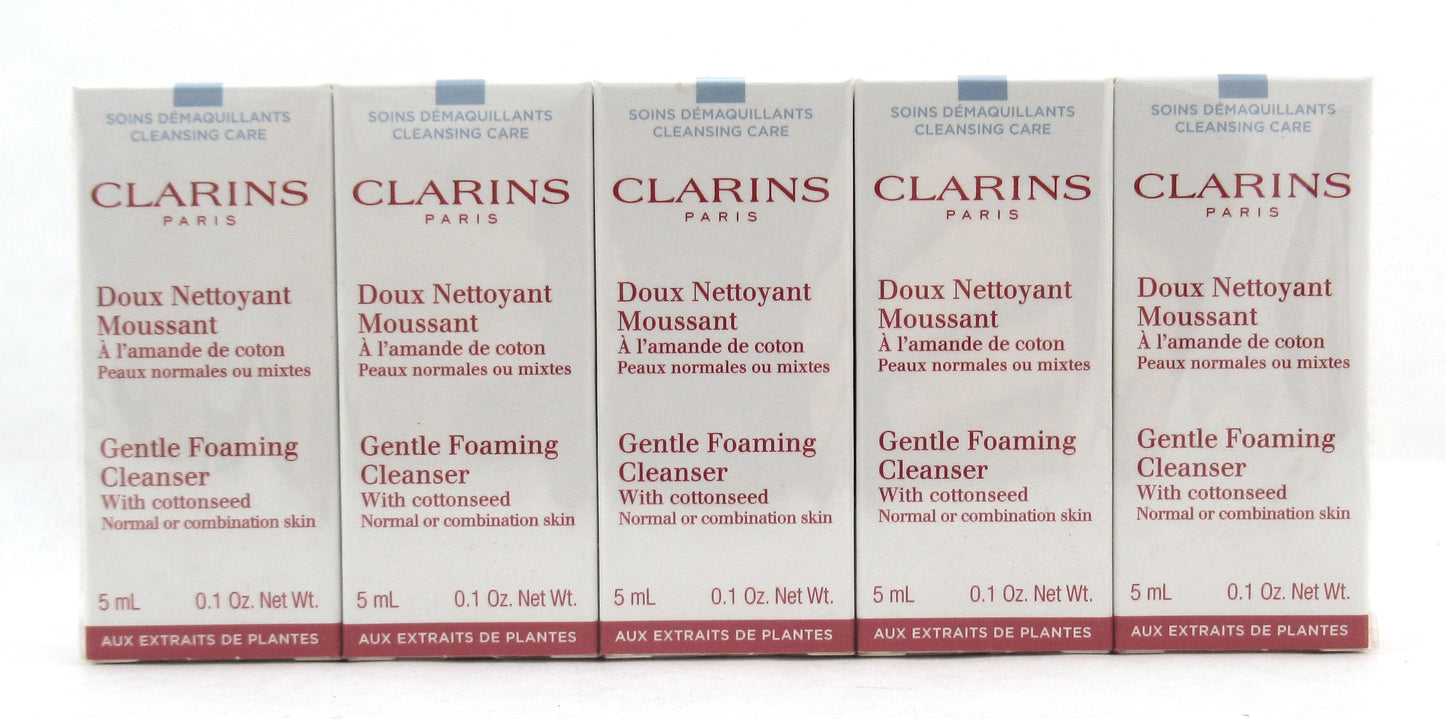 SOINS DÉMAQUILLANTS
CLEANSING CARE
CLARINS
PARIS
Doux Nettoyant
Moussant
À l'amande de coton
Peaux normales ou mixtes
Gentle Foaming
Cleanser
With cottonseed
Normal or combination skin
5 mL 0.1 Oz. Net Wt.
AUX EXTRAITS DE PLANTES
SOINS DÉMAQUILLANTS
CLEANSING CARE
CLARINS
PARIS
Doux Nettoyant
Moussant
À l'amande de coton
Peaux normales ou mixtes
Gentle Foaming
Cleanser
With cottonseed
Normal or combination skin
5 mL 0.1 Oz. Net Wt.
AUX EXTRAITS DE PLANTES
SOINS DÉMAQUILLANTS
CLEANSING CARE
CLARINS
PARIS
Doux Nettoyant
Moussant
À l'amande de coton
Peaux normales ou mixtes
Gentle Foaming
Cleanser
With cottonseed
Normal or combination skin
5 mL 0.1 Oz. Net Wt.
AUX EXTRAITS DE PLANTES
SOINS DÉMAQUILLANTS
CLEANSING CARE
CLARINS
PARIS
Doux Nettoyant
Moussant
À l'amande de coton
Peaux normales ou mixtes
Gentle Foaming
Cleanser
With cottonseed
Normal or combination skin
5 mL 0.1 Oz. Net Wt.
AUX EXTRAITS DE PLANTES
SOINS DÉMAQUILLANTS
CLEANSING CARE
CLARINS
PARIS
Doux Nettoyant
Moussant
À l'amande de coton
Peaux normales ou mixtes
Gentle Foaming
Cleanser
With cottonseed
Normal or combination skin
5 mL 0.1 Oz. Net Wt.
AUX EXTRAITS DE PLANTES